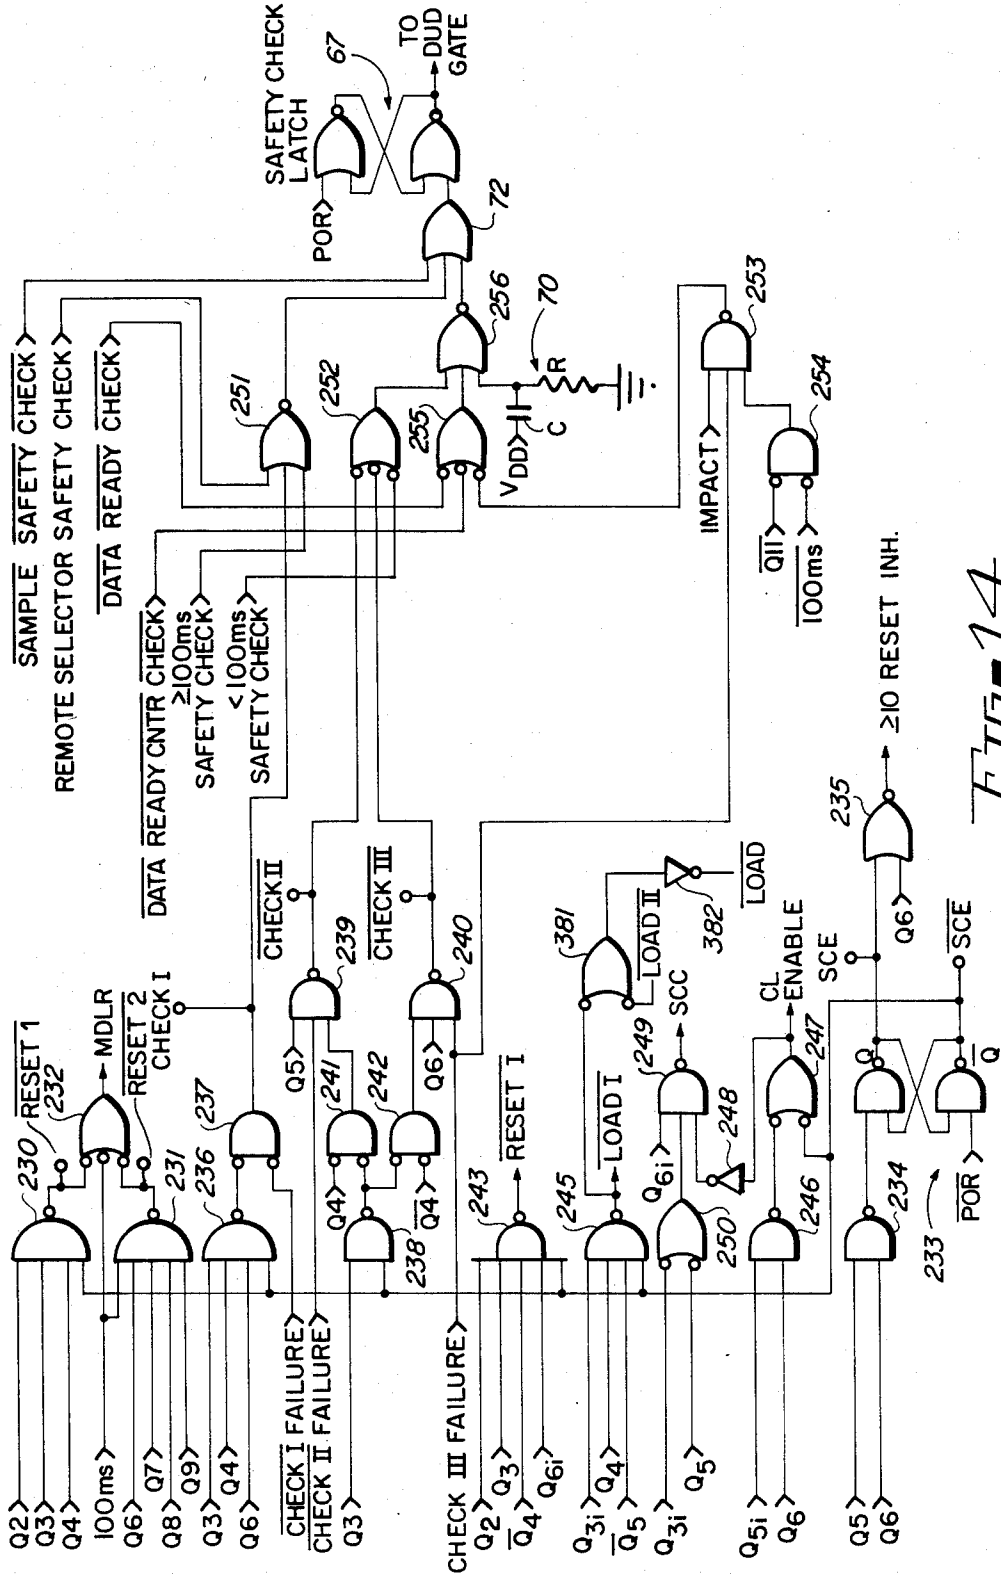 SAMPLE SAFETY CHECK
REMOTE SELECTOR SAFETY CHECK
DATA READY CHECK
DATA READY CNTR CHECK
≥100ms
SAFETY CHECK
<100ms
SAFETY CHECK
SAFETY CHECK
LATCH
POR
67
TO
DUD
GATE
72
251
252
255
256
70
R
C
VDD
IMPACT
253
254
Q11
100ms
230
RESET 1
232
MDLR
RESET 2
CHECK I
231
236
237
CHECK II
239
CHECK III
240
Q5
241
242
Q6
Q4
Q4
238
243
RESET I
245
LOAD I
381
LOAD II
382
LOAD
249
SCC
Q6i
248
250
CL
ENABLE
247
246
SCE
SCE
Q
Q
234
233
POR
235
Q6
≥10 RESET INH.
Q2
Q3
Q4
100ms
Q6
Q7
Q8
Q9
Q3
Q4
Q6
CHECK I FAILURE
CHECK II FAILURE
Q3
CHECK III FAILURE
Q2
Q3
Q4
Q6i
Q3i
Q4
Q5
Q3i
Q5
Q5i
Q6
Q5
Q6
FIG-14